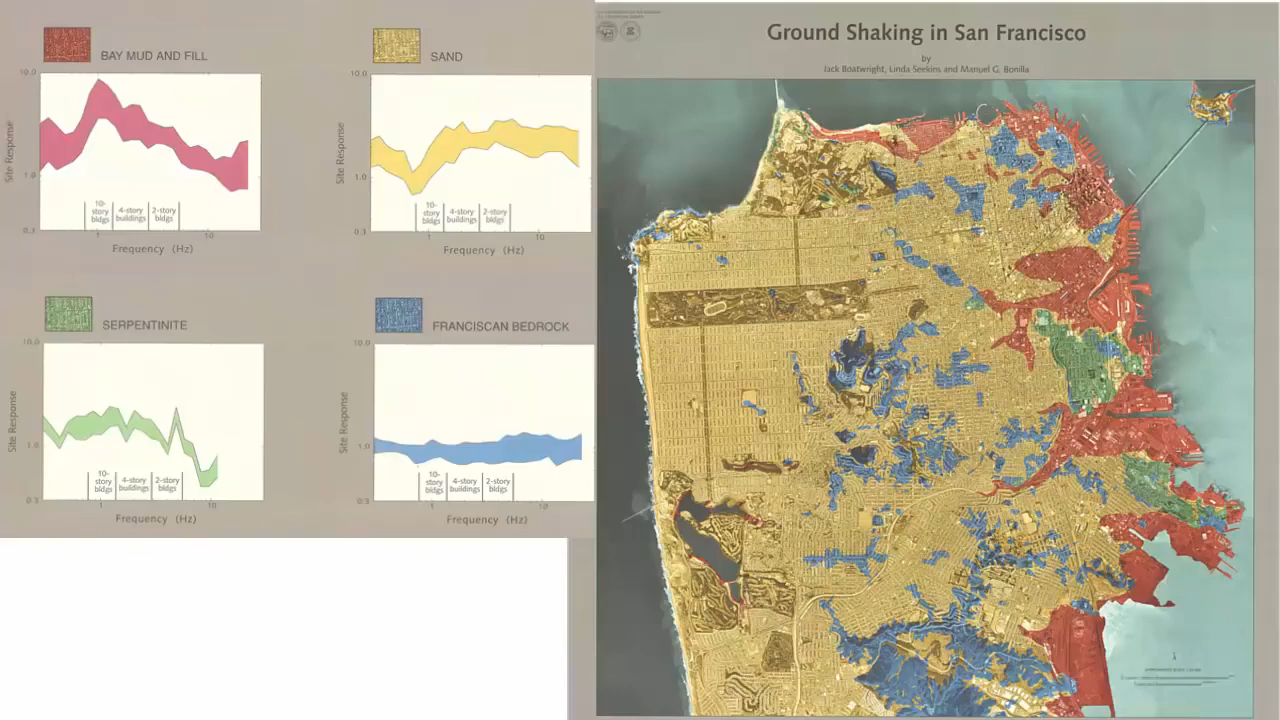 BAY MUD AND FILL
10.0
1.0
0.3
Site Response
10-
story
bldgs
4-story
buildings
2-story
bldgs
1
10
Frequency (Hz)
SAND
10.0
1.0
0.1
Site Response
10-
story
bldgs
4-story
buildings
2-story
bldgs
1
10
Frequency (Hz)
SERPENTINITE
10.0
1.0
0.3
Site Response
10-
story
bldgs
4-story
buildings
2-story
bldgs
1
10
Frequency (Hz)
FRANCISCAN BEDROCK
10.0
1.0
0.3
Site Response
10-
story
bldgs
4-story
buildings
2-story
bldgs
1
10
Frequency (Hz)
Ground Shaking in San Francisco
by
Jack Boatwright, Linda Seekins and Manuel G. Bonilla